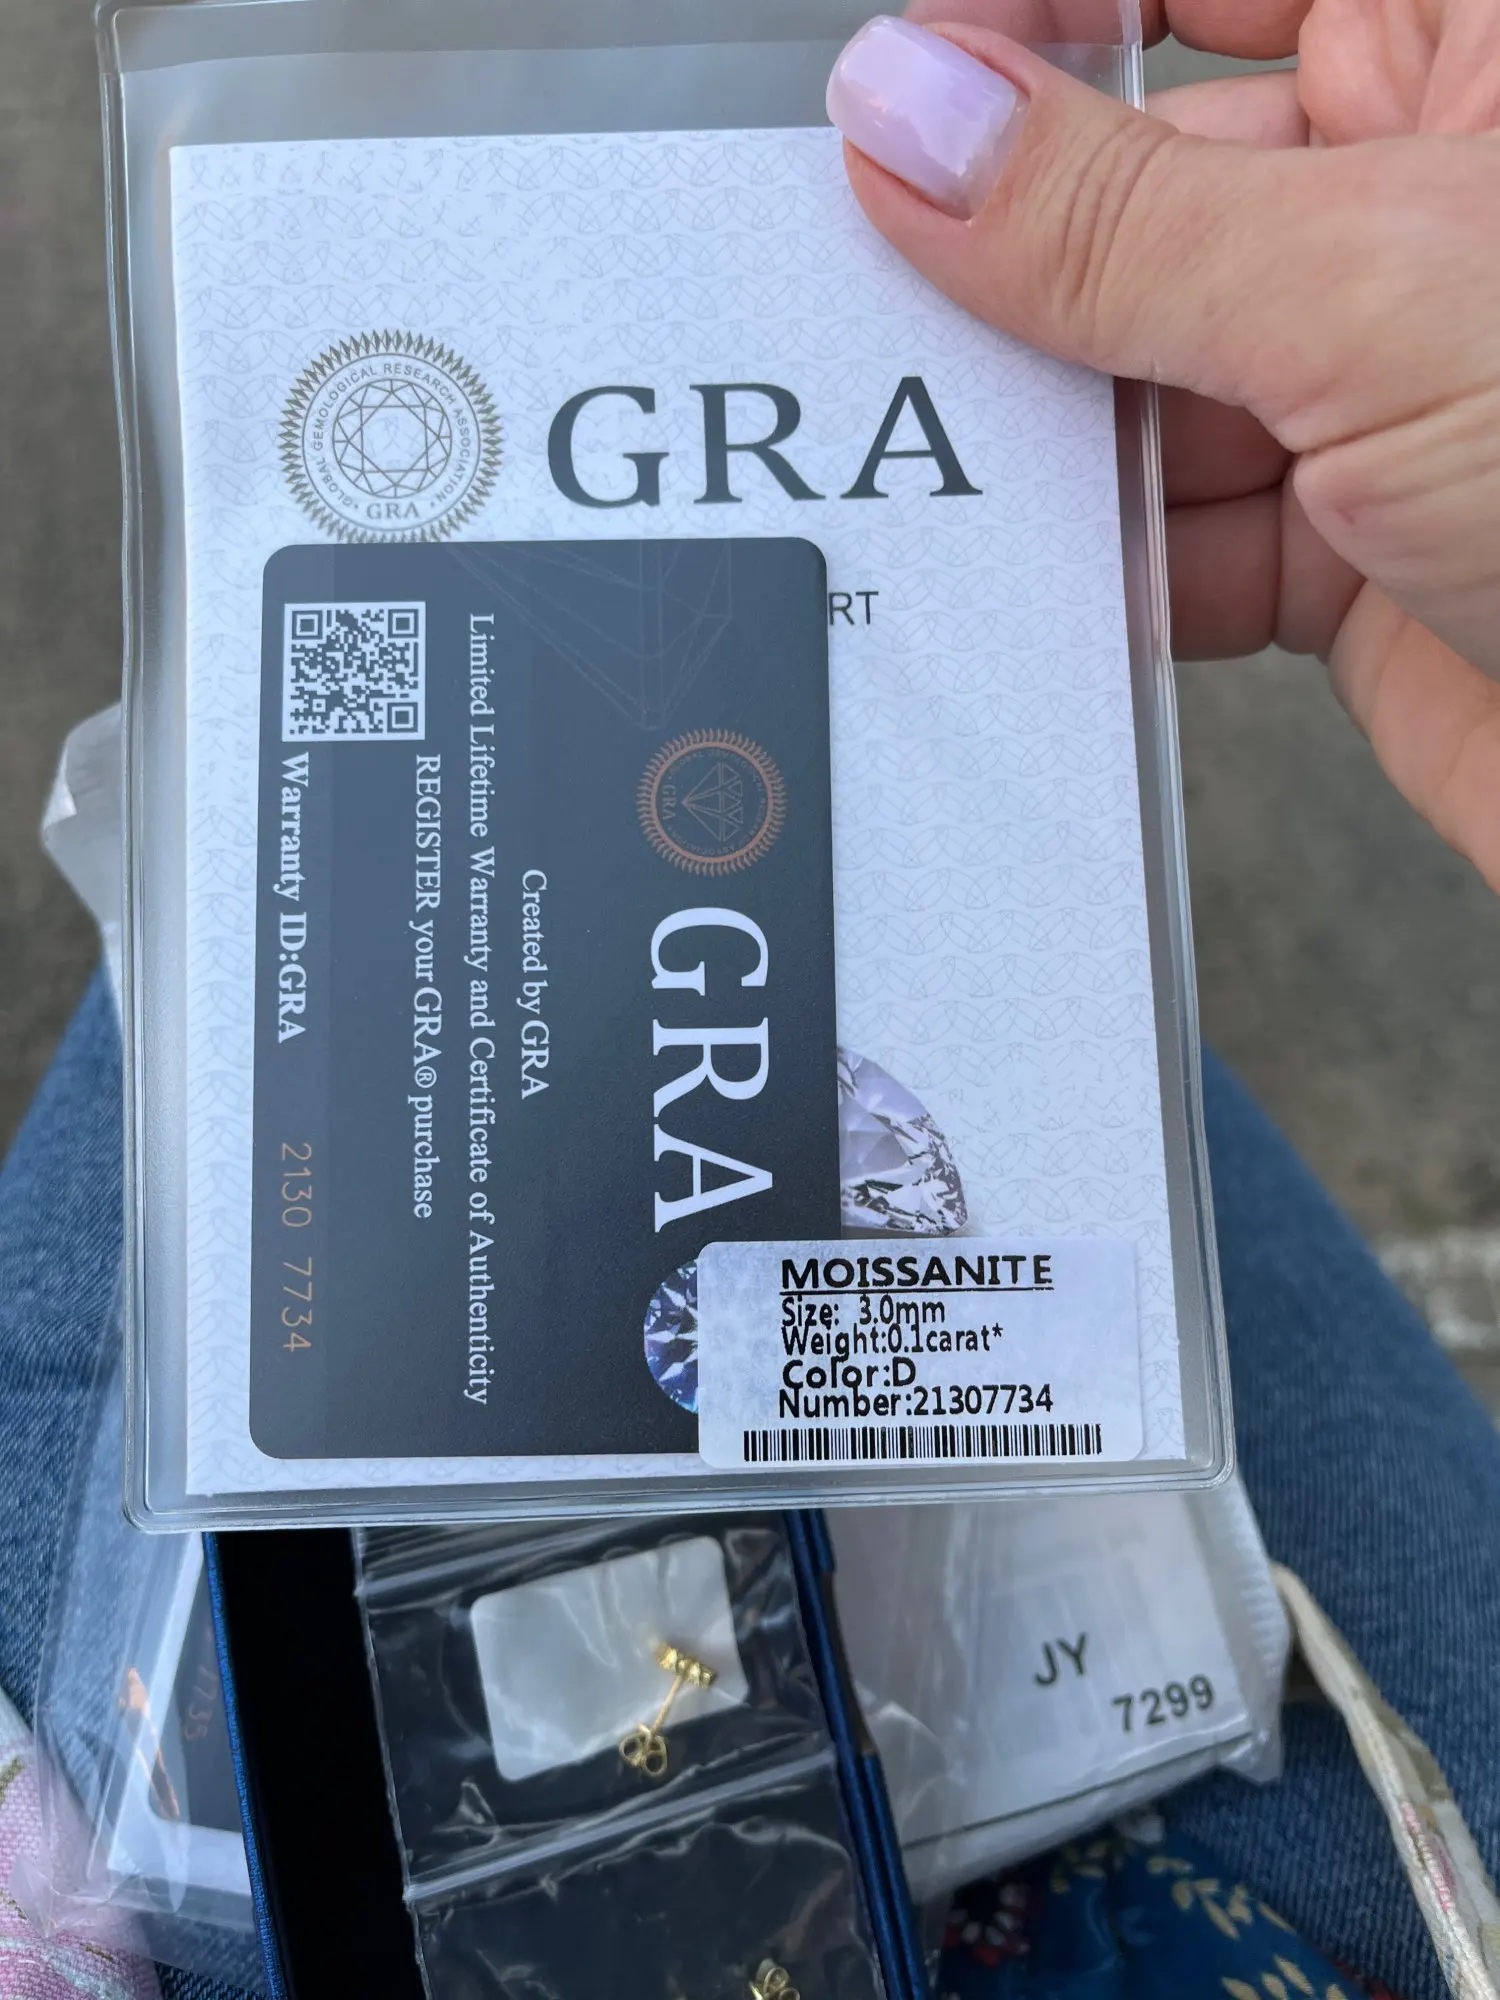 GLOBAL GEMOLOGICAL RESEARCH ASSOCIATION
GRA
GRA
RT
GRA
GRA
Created by GRA
Limited Lifetime Warranty and Certificate of Authenticity
REGISTER your GRA® purchase
Warranty ID:GRA 2130 7734
MOISSANITE
Size: 3.0mm
Weight:0.1carat*
Color:D
Number:21307734
7735
JY
7299